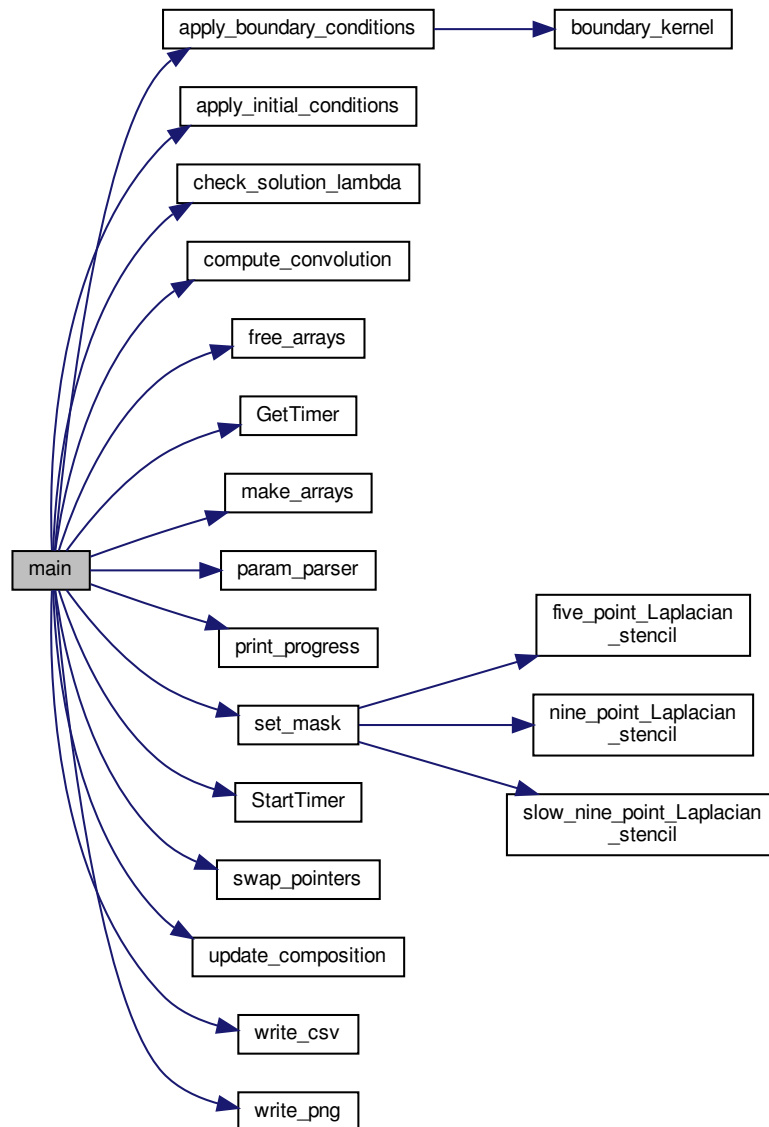 apply_boundary_conditions
boundary_kernel
apply_initial_conditions
check_solution_lambda
compute_convolution
free_arrays
GetTimer
make_arrays
main
param_parser
print_progress
set_mask
five_point_Laplacian
_stencil
nine_point_Laplacian
_stencil
slow_nine_point_Laplacian
_stencil
StartTimer
swap_pointers
update_composition
write_csv
write_png